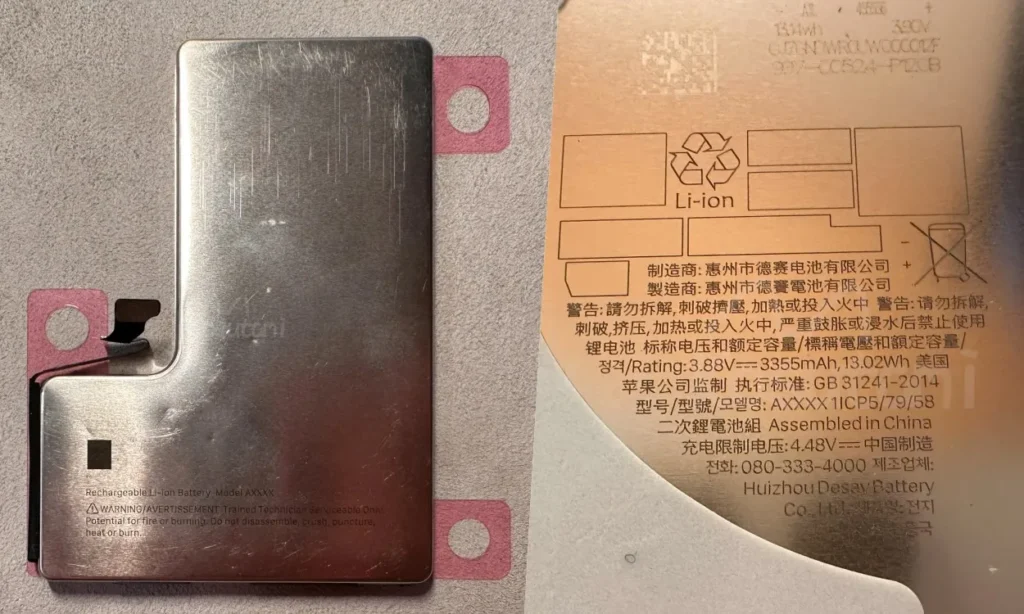 Rechargeable Li-ion Battery Model AXXXX
WARNING/AVERTISSEMENT Trained Technician Serviceable Only
Potential for fire or burning. Do not disassemble, crush, puncture,
heat or burn.
3.90V
Li-ion
制造商: 惠州市德赛电池有限公司
製造商: 惠州市德賽電池有限公司
警告: 請勿拆解, 刺破擠壓, 加熱或投入火中 警告: 请勿拆解,
刺破, 挤压, 加热或投入火中, 严重鼓胀或浸水后禁止使用
锂电池 标称电压和额定容量/標稱電壓和額定容量/
정격/Rating: 3.88V⎓3355mAh, 13.02Wh 美国
苹果公司监制 执行标准: GB 31241-2014
型号/型號/모델명: AXXXX 1ICP5/79/58
二次鋰電池組 Assembled in China
充电限制电压: 4.48V⎓ 中国制造
전화: 080-333-4000 제조업체:
Huizhou Desay Battery
Co., Ltd.